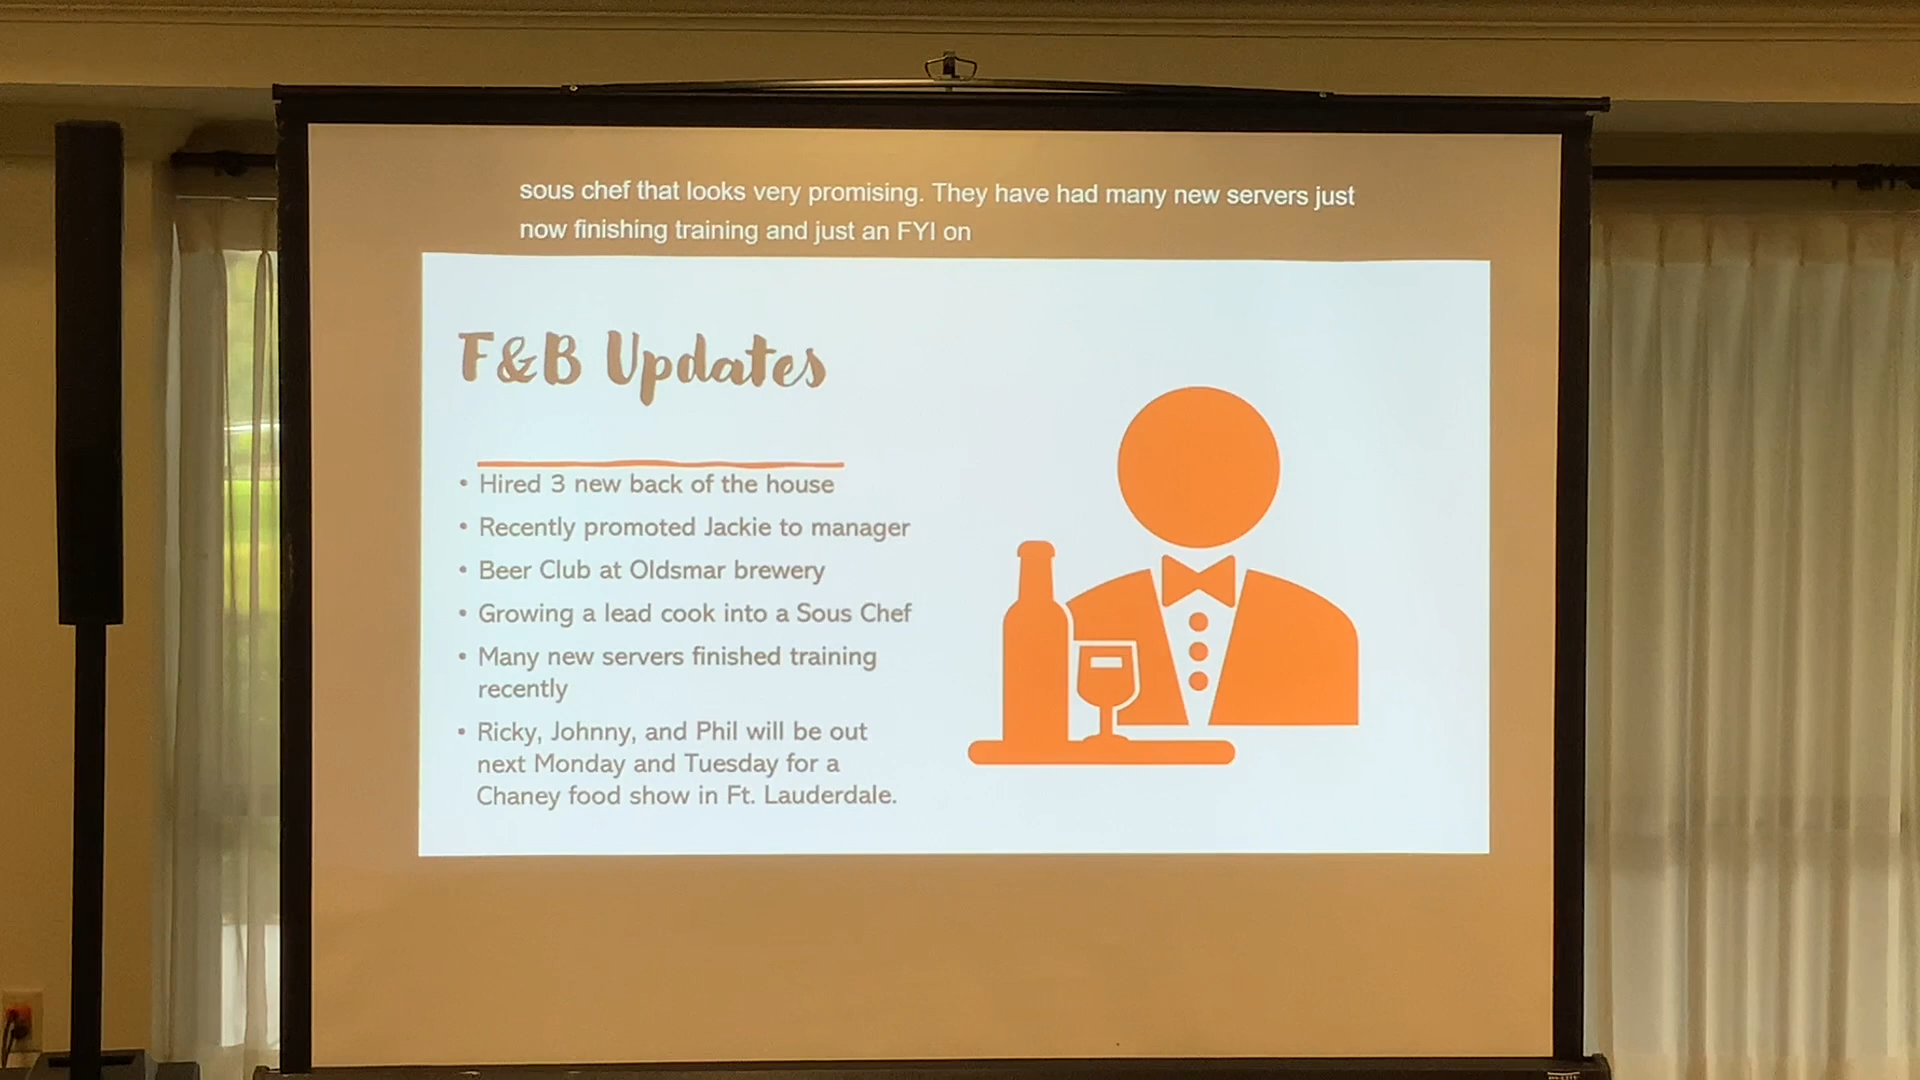 sous chef that looks very promising. They have had many new servers just
now finishing training and just an FYI on
F&B Updates
• Hired 3 new back of the house
• Recently promoted Jackie to manager
• Beer Club at Oldsmar brewery
• Growing a lead cook into a Sous Chef
• Many new servers finished training
recently
• Ricky, Johnny, and Phil will be out
next Monday and Tuesday for a
Chaney food show in Ft. Lauderdale.